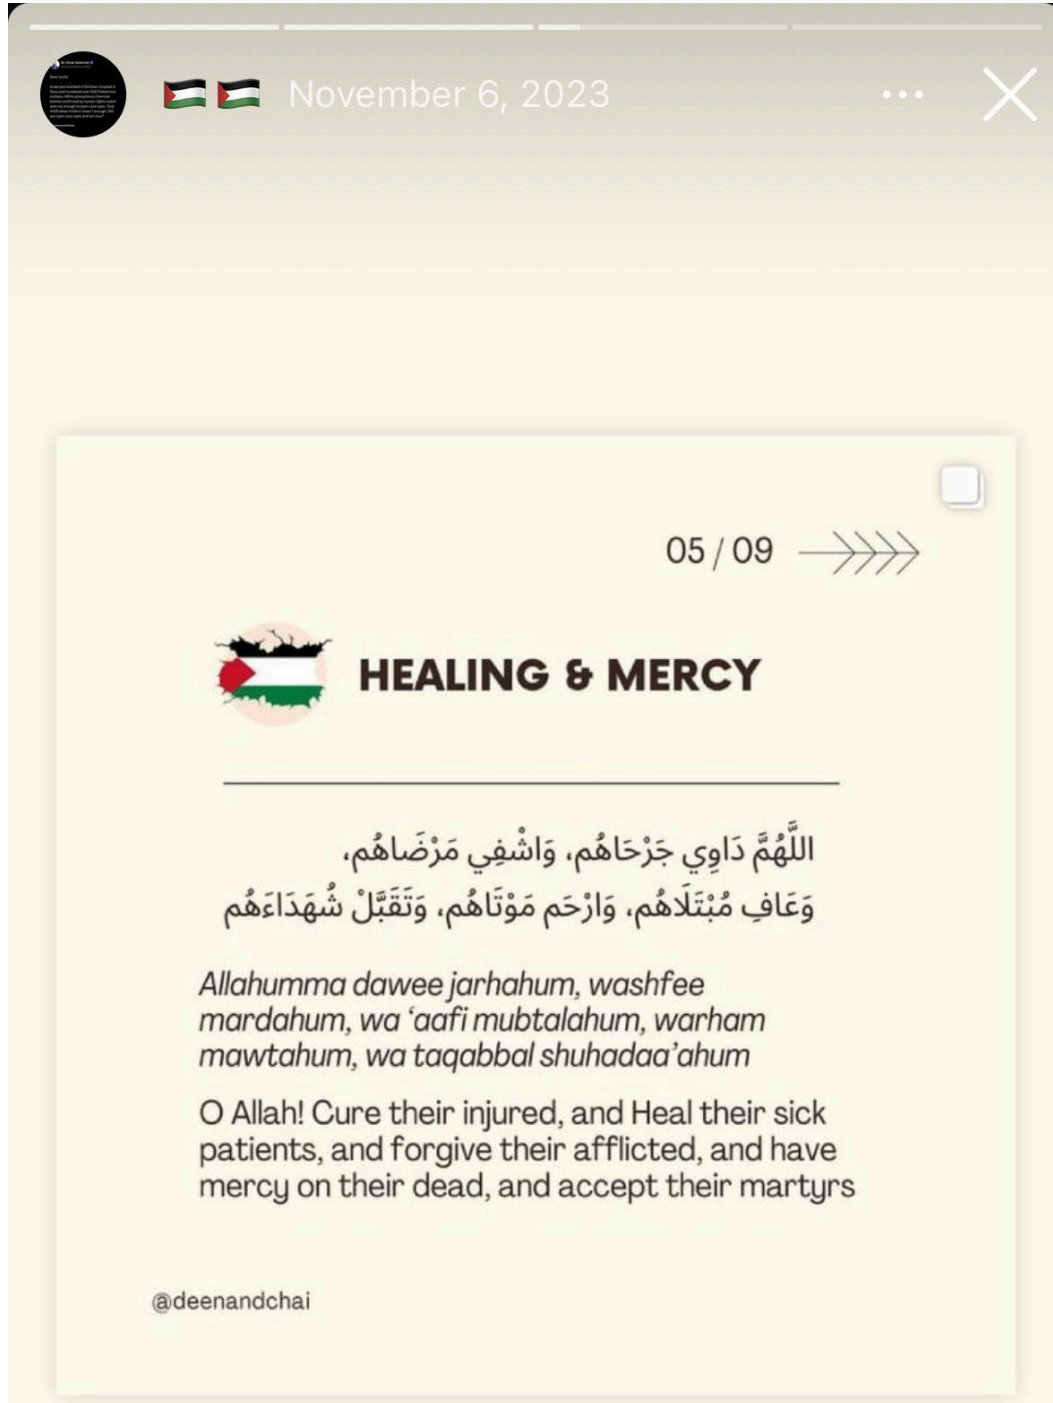 November 6, 2023
05 / 09
HEALING & MERCY
اللَّهُمَّ دَاوِي جَرْحَاهُم، وَاشْفِي مَرْضَاهُم،
وَعَافِ مُبْتَلَاهُم، وَارْحَم مَوْتَاهُم، وَتَقَبَّلْ شُهَدَاءَهُم
Allahumma dawee jarhahum, washfee
mardahum, wa ‘aafi mubtalahum, warham
mawtahum, wa taqabbal shuhadaa’ahum
O Allah! Cure their injured, and Heal their sick
patients, and forgive their afflicted, and have
mercy on their dead, and accept their martyrs
@deenandchai